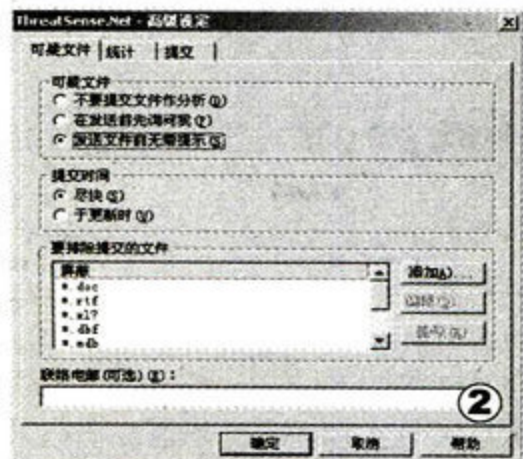 ThreatSense.Net - 高级设定
可疑文件 统计 提交
可疑文件
不要提交文件作分析(D)
在发送前先询问我(P)
发送文件前无需提示(S)
提交时间
尽快(S)
于更新时(U)
要排除提交的文件
屏蔽
*.doc
*.rtf
*.xl?
*.dbf
*.mdb
添加(A)...
联络电邮(可选)(E):
2
确定 取消 帮助